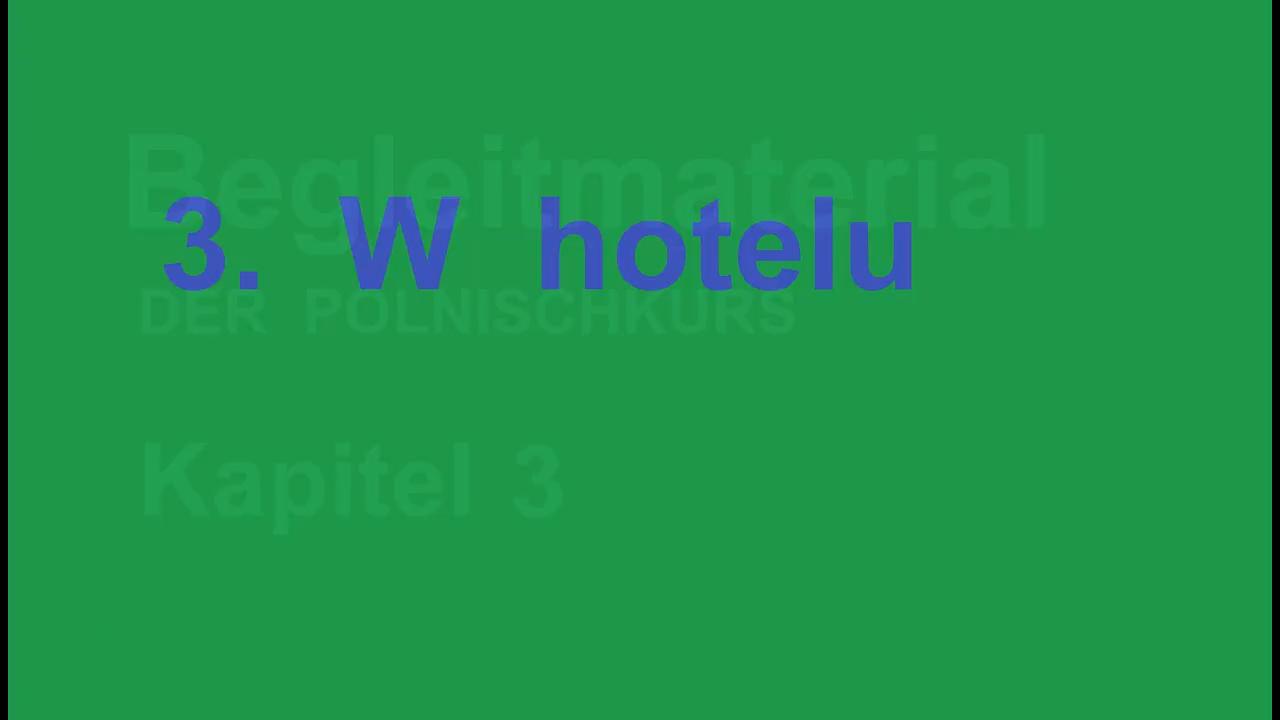 Begleitmaterial
3. W hotelu
DER POLNISCHKURS
Kapitel 3